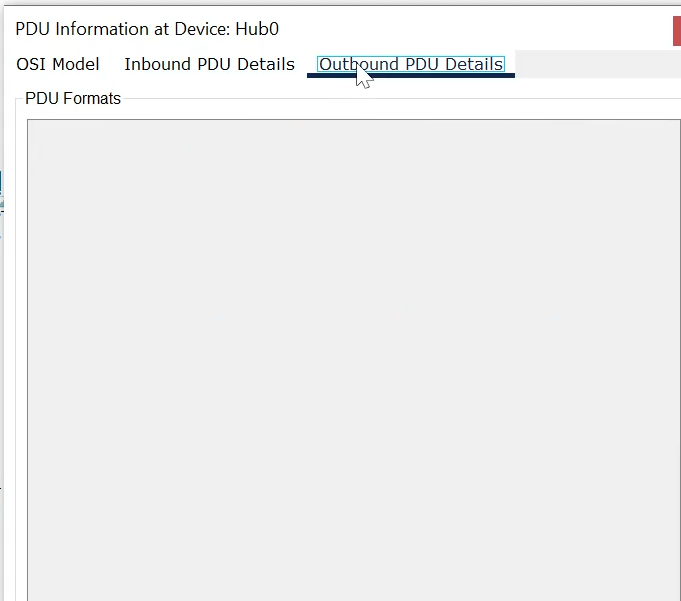 PDU Information at Device: Hub0
OSI Model Inbound PDU Details Outbound PDU Details
PDU Formats